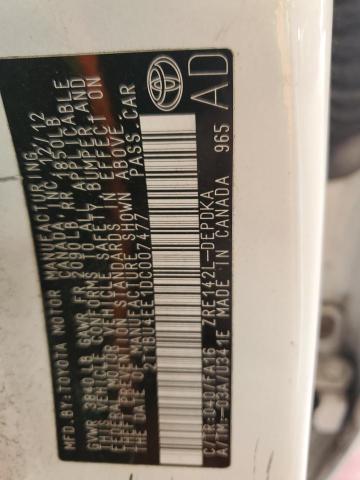 MFD.BY:TOYOTA MOTOR MANUFACTURING
CANADA, INC. 12/12
GVWR 3840LB GAWR FR 2090LB RR 1850LB
THIS VEHICLE CONFORMS TO ALL APPLICABLE
FEDERAL MOTOR VEHICLE SAFETY, BUMPER, AND
THEFT PREVENTION STANDARDS IN EFFECT ON
THE DATE OF MANUFACTURE SHOWN ABOVE.
2T1BU4EE1DC007477 PASS.CAR
C/TR:040/FA16 ZRE142L-DEPDKA
A/TM:-03A/U341E MADE IN CANADA 965
AD